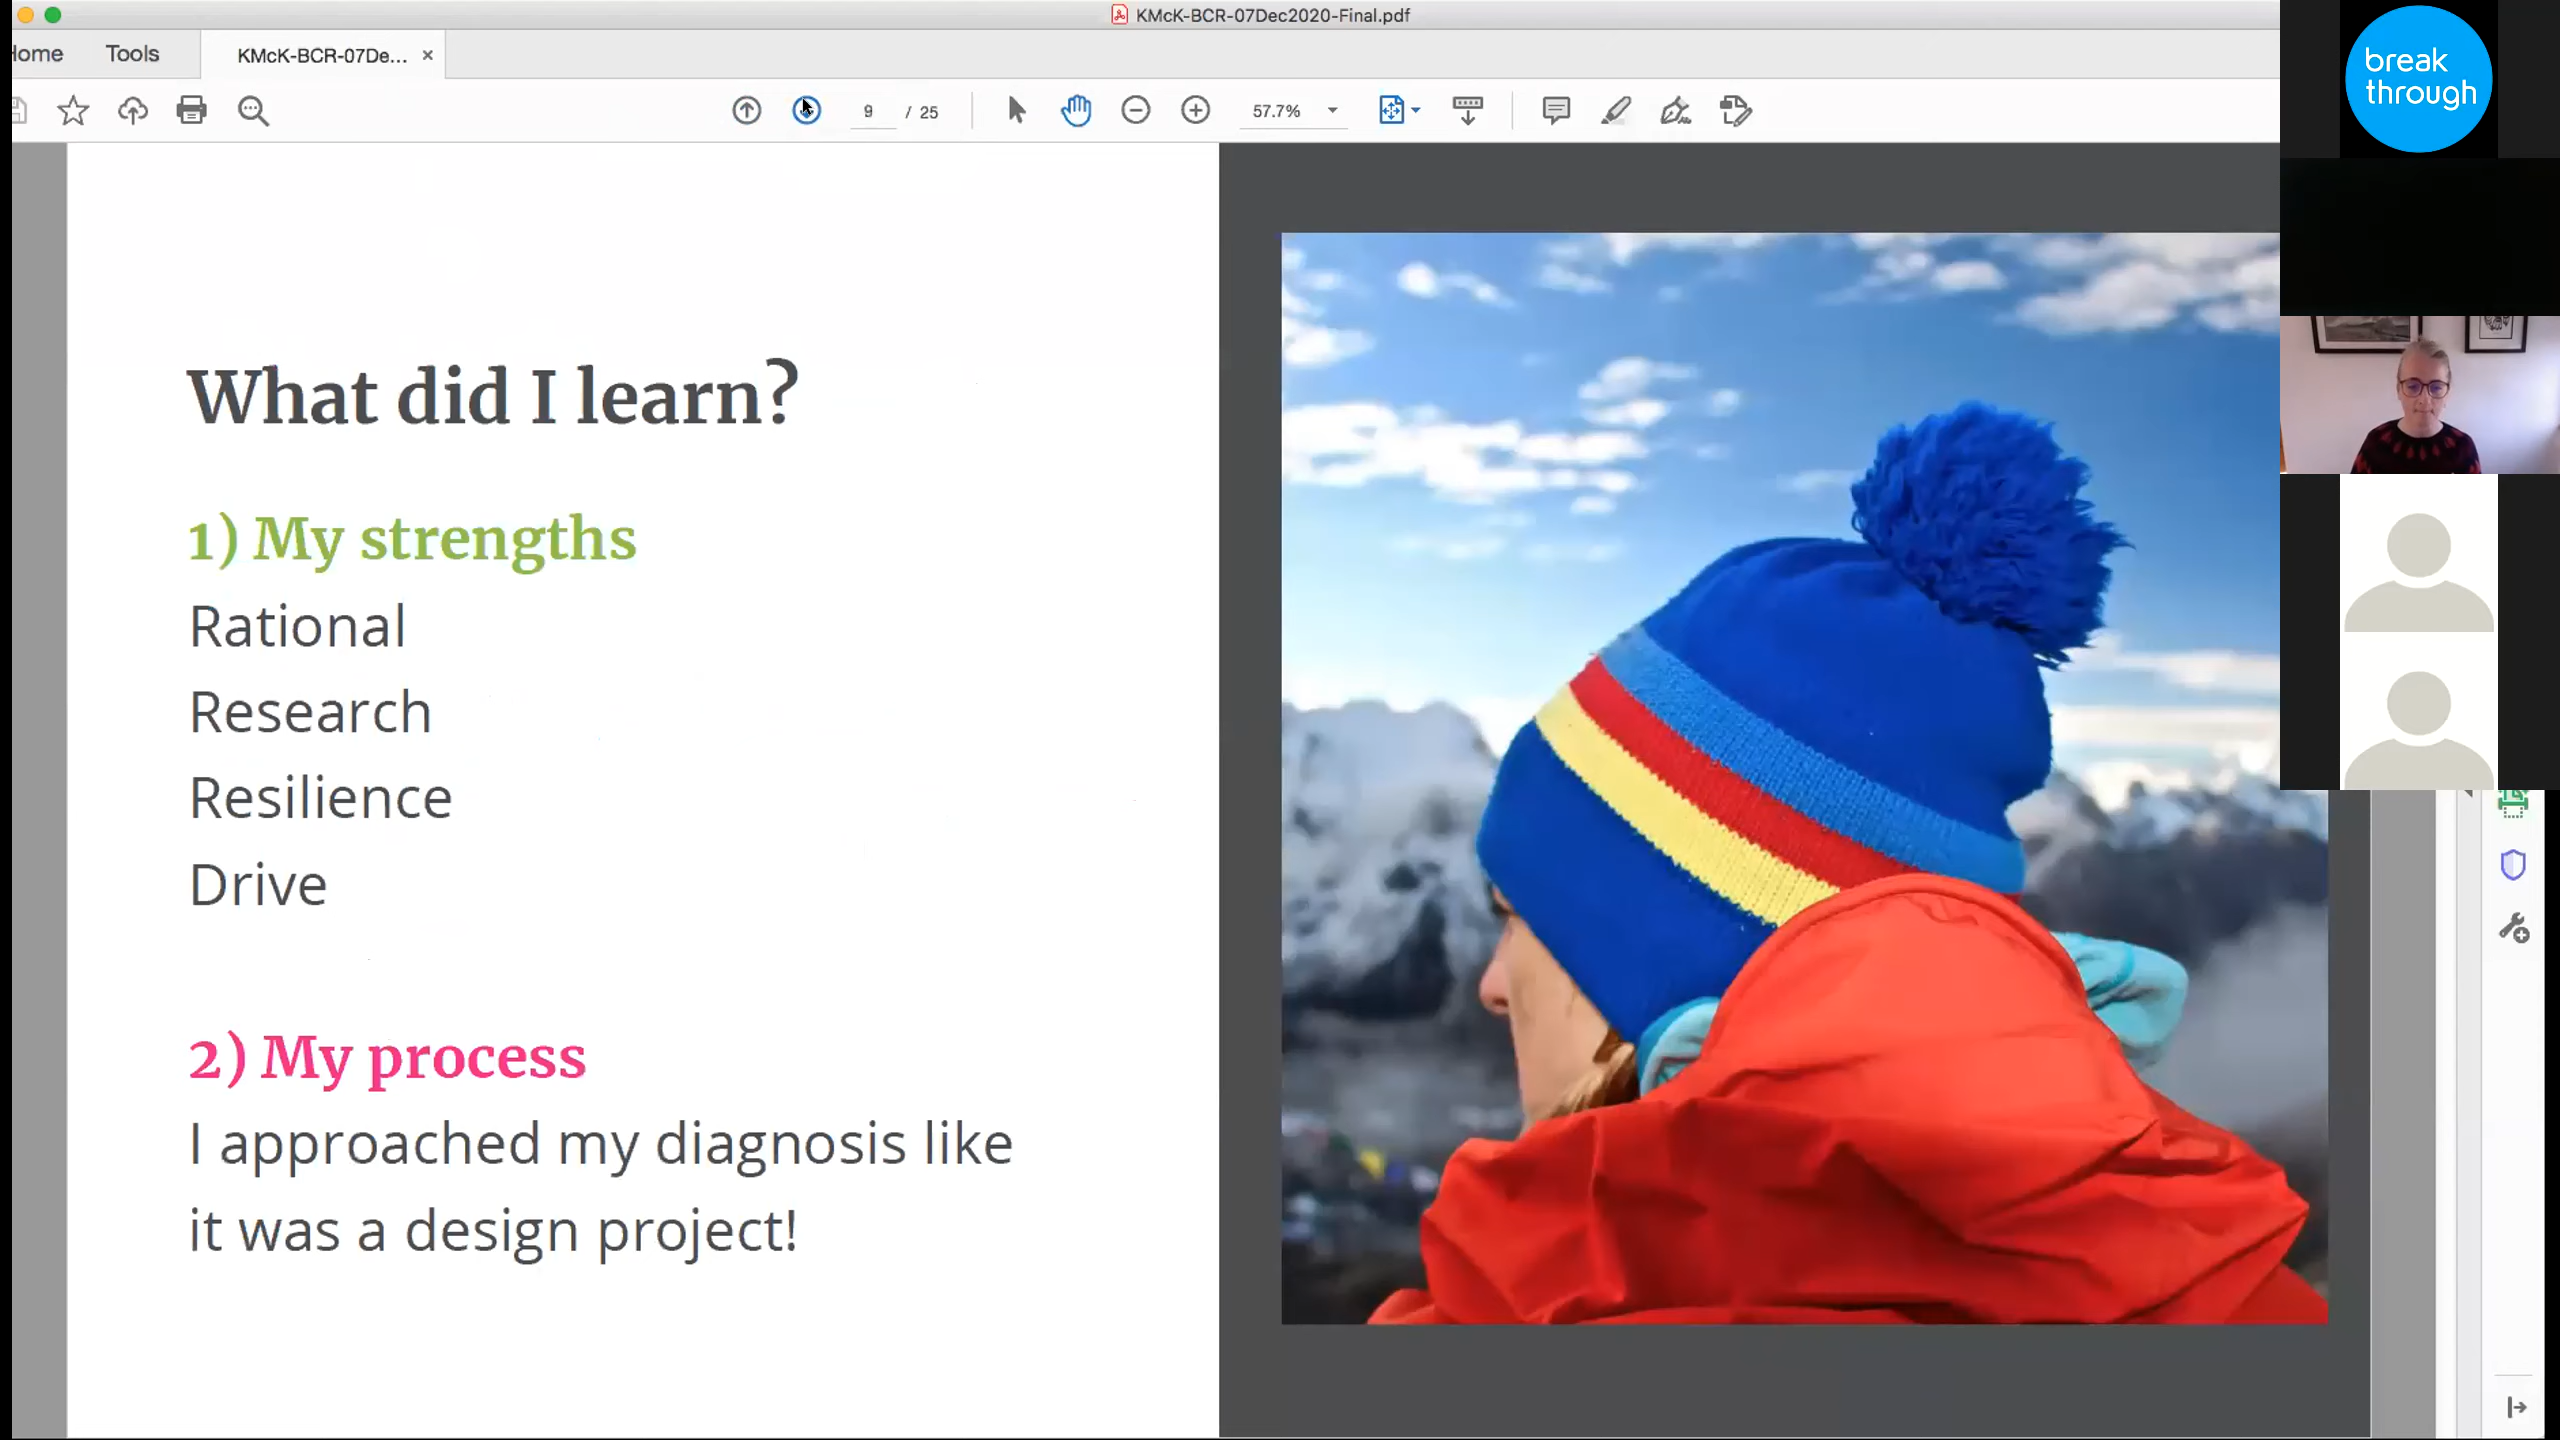 KMcK-BCR-07Dec2020-Final.pdf
Home
Tools
KMcK-BCR-07De...
9 / 25
57.7%
break
through
What did I learn?
1) My strengths
Rational
Research
Resilience
Drive
2) My process
I approached my diagnosis like
it was a design project!